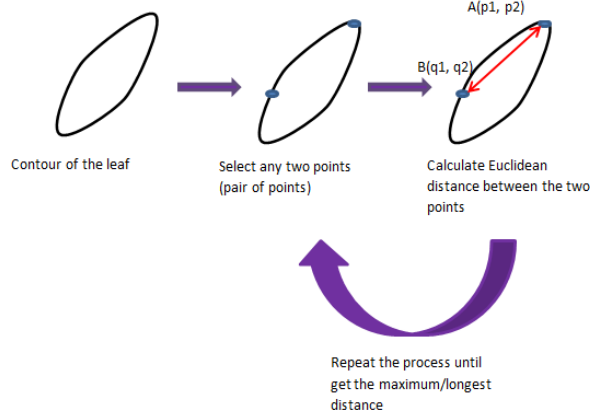 A(p1, p2)
B(q1, q2)
Contour of the leaf
Select any two points
(pair of points)
Calculate Euclidean
distance between the two
points
Repeat the process until
get the maximum/longest
distance